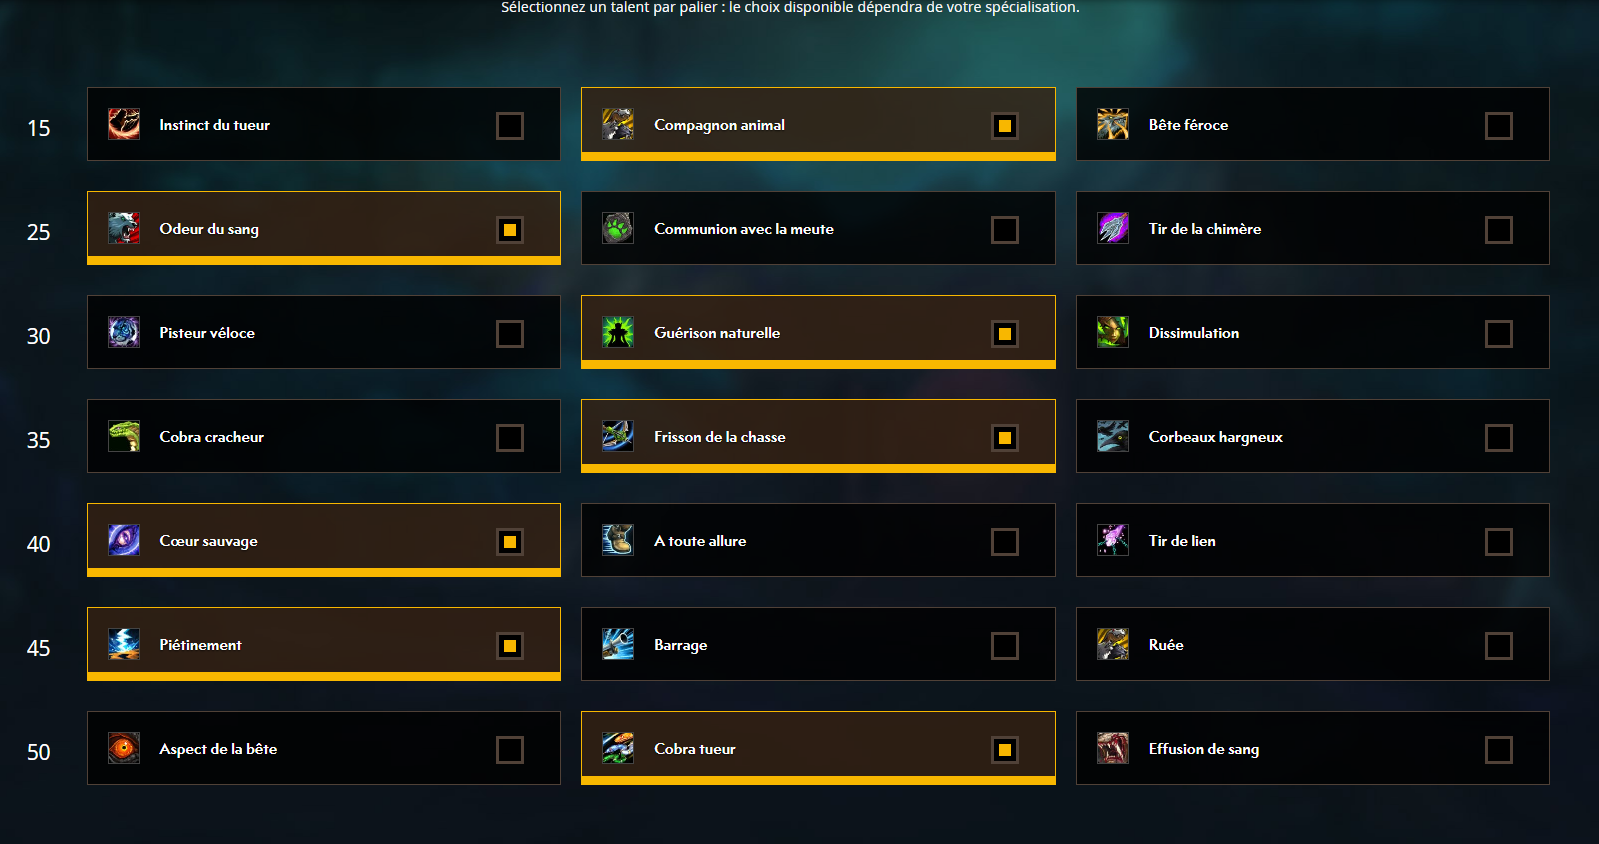 Sélectionnez un talent par palier : le choix disponible dépendra de votre spécialisation.
15 Instinct du tueur Compagnon animal Bête féroce
25 Odeur du sang Communion avec la meute Tir de la chimère
30 Pisteur véloce Guérison naturelle Dissimulation
35 Cobra cracheur Frisson de la chasse Corbeaux hargneux
40 Cœur sauvage A toute allure Tir de lien
45 Piétinement Barrage Ruée
50 Aspect de la bête Cobra tueur Effusion de sang